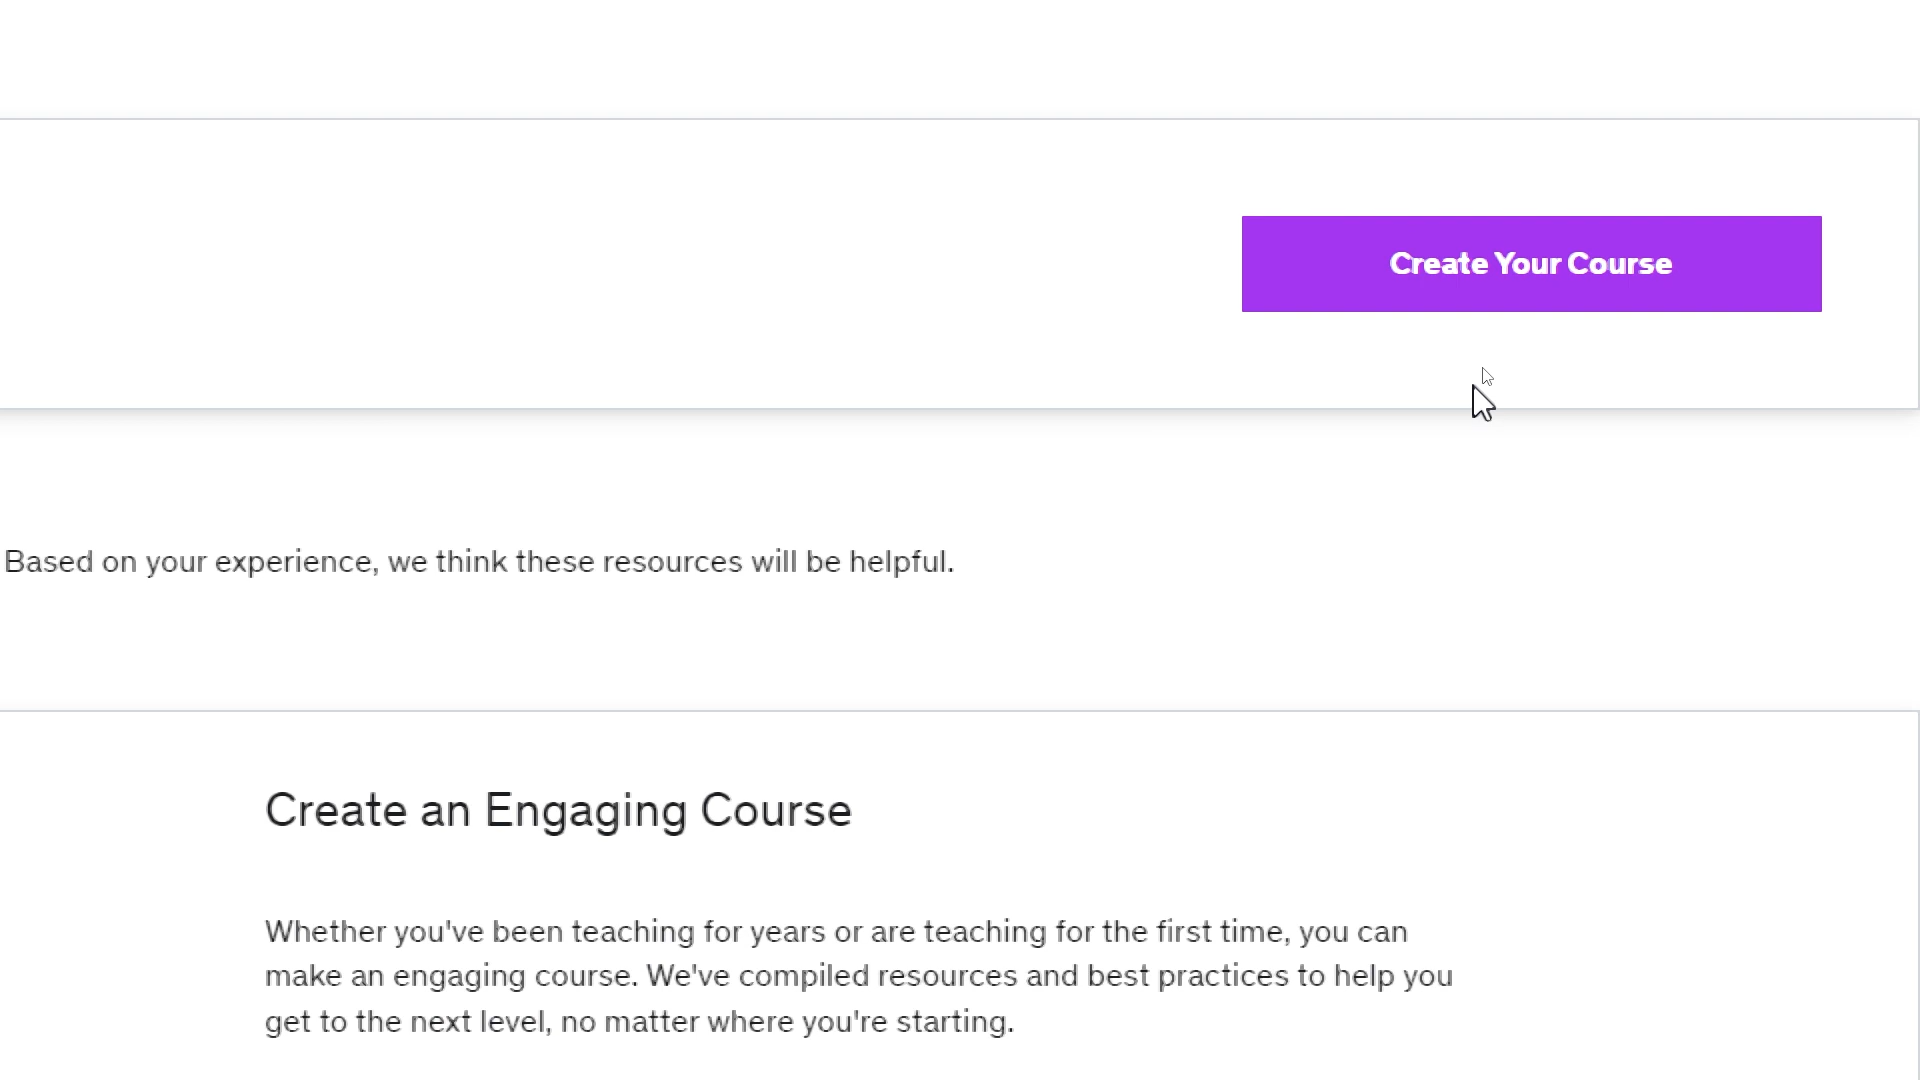 Create Your Course
Based on your experience, we think these resources will be helpful.
Create an Engaging Course
Whether you've been teaching for years or are teaching for the first time, you can
make an engaging course. We've compiled resources and best practices to help you
get to the next level, no matter where you're starting.